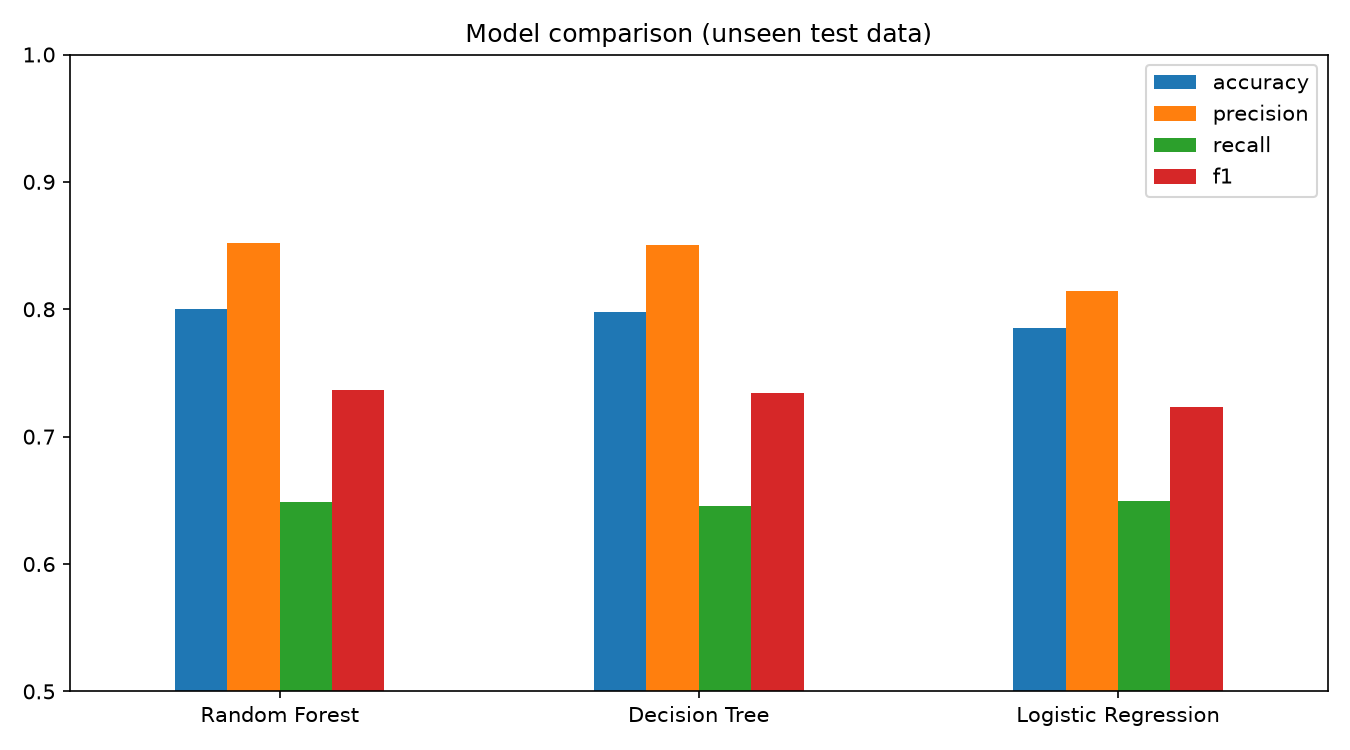 Model comparison (unseen test data)
1.0
0.9
0.8
0.7
0.6
0.5
accuracy
precision
recall
f1
Random Forest
Decision Tree
Logistic Regression